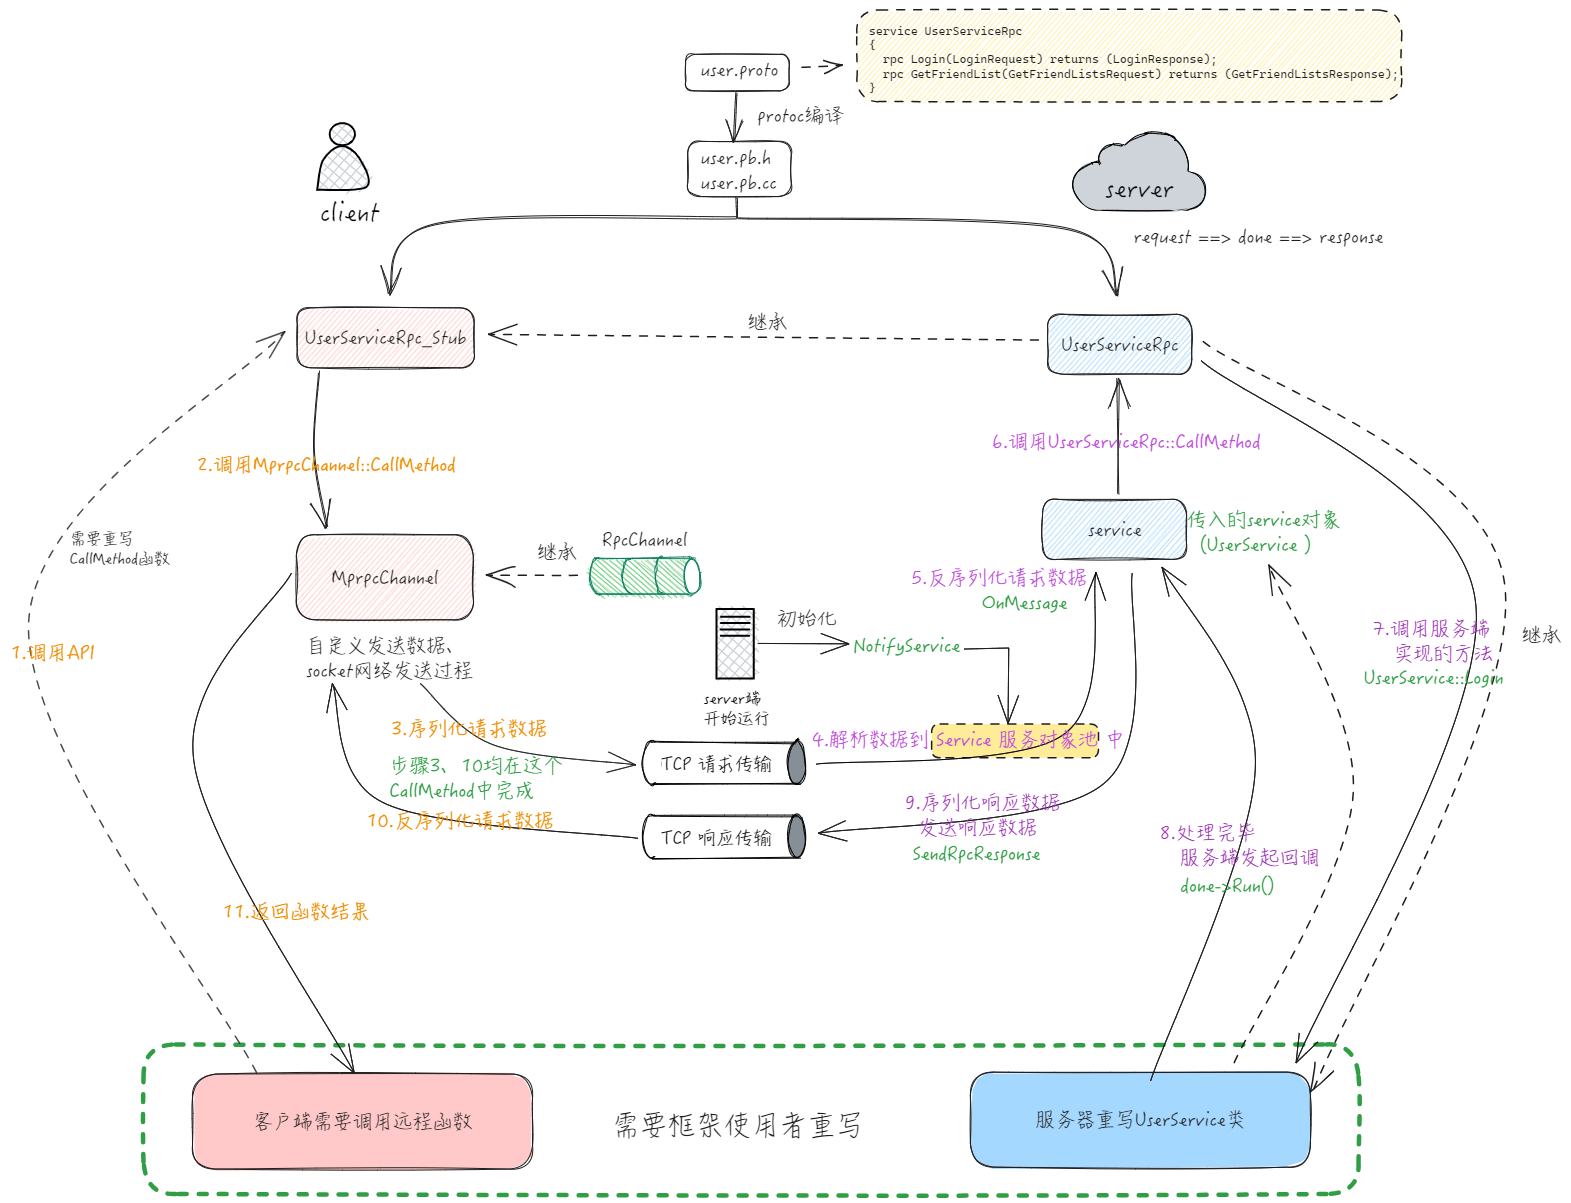 service UserServiceRpc
{
  rpc Login(LoginRequest) returns (LoginResponse);
  rpc GetFriendList(GetFriendListsRequest) returns (GetFriendListsResponse);
}
user.proto
protoc编译
user.pb.h
user.pb.cc
client
server
request ==> done ==> response
UserServiceRpc_Stub
继承
UserServiceRpc
6.调用UserServiceRpc::CallMethod
2.调用MprpcChannel::CallMethod
需要重写
CallMethod函数
service
传入的service对象
(UserService )
RpcChannel
继承
MprpcChannel
5.反序列化请求数据
OnMessage
自定义发送数据、
socket网络发送过程
初始化
NotifyService
server端
开始运行
1.调用API
7.调用服务端
实现的方法
UserService::Login
继承
3.序列化请求数据
步骤3、10均在这个
CallMethod中完成
10.反序列化请求数据
TCP 请求传输
4.解析数据到 Service 服务对象池 中
TCP 响应传输
9.序列化响应数据
发送响应数据
SendRpcResponse
8.处理完毕
服务端发起回调
done->Run()
11.返回函数结果
客户端需要调用远程函数
需要框架使用者重写
服务器重写UserService类